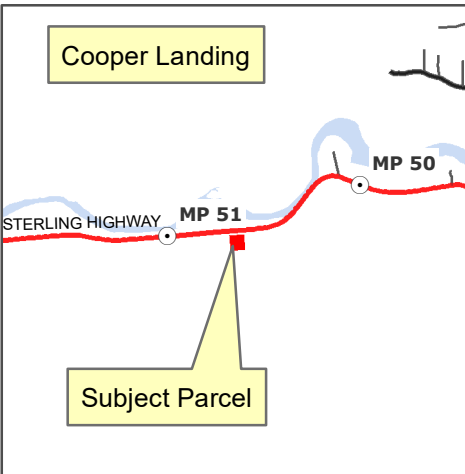 Cooper Landing
MP 50
MP 51
STERLING HIGHWAY
Subject Parcel